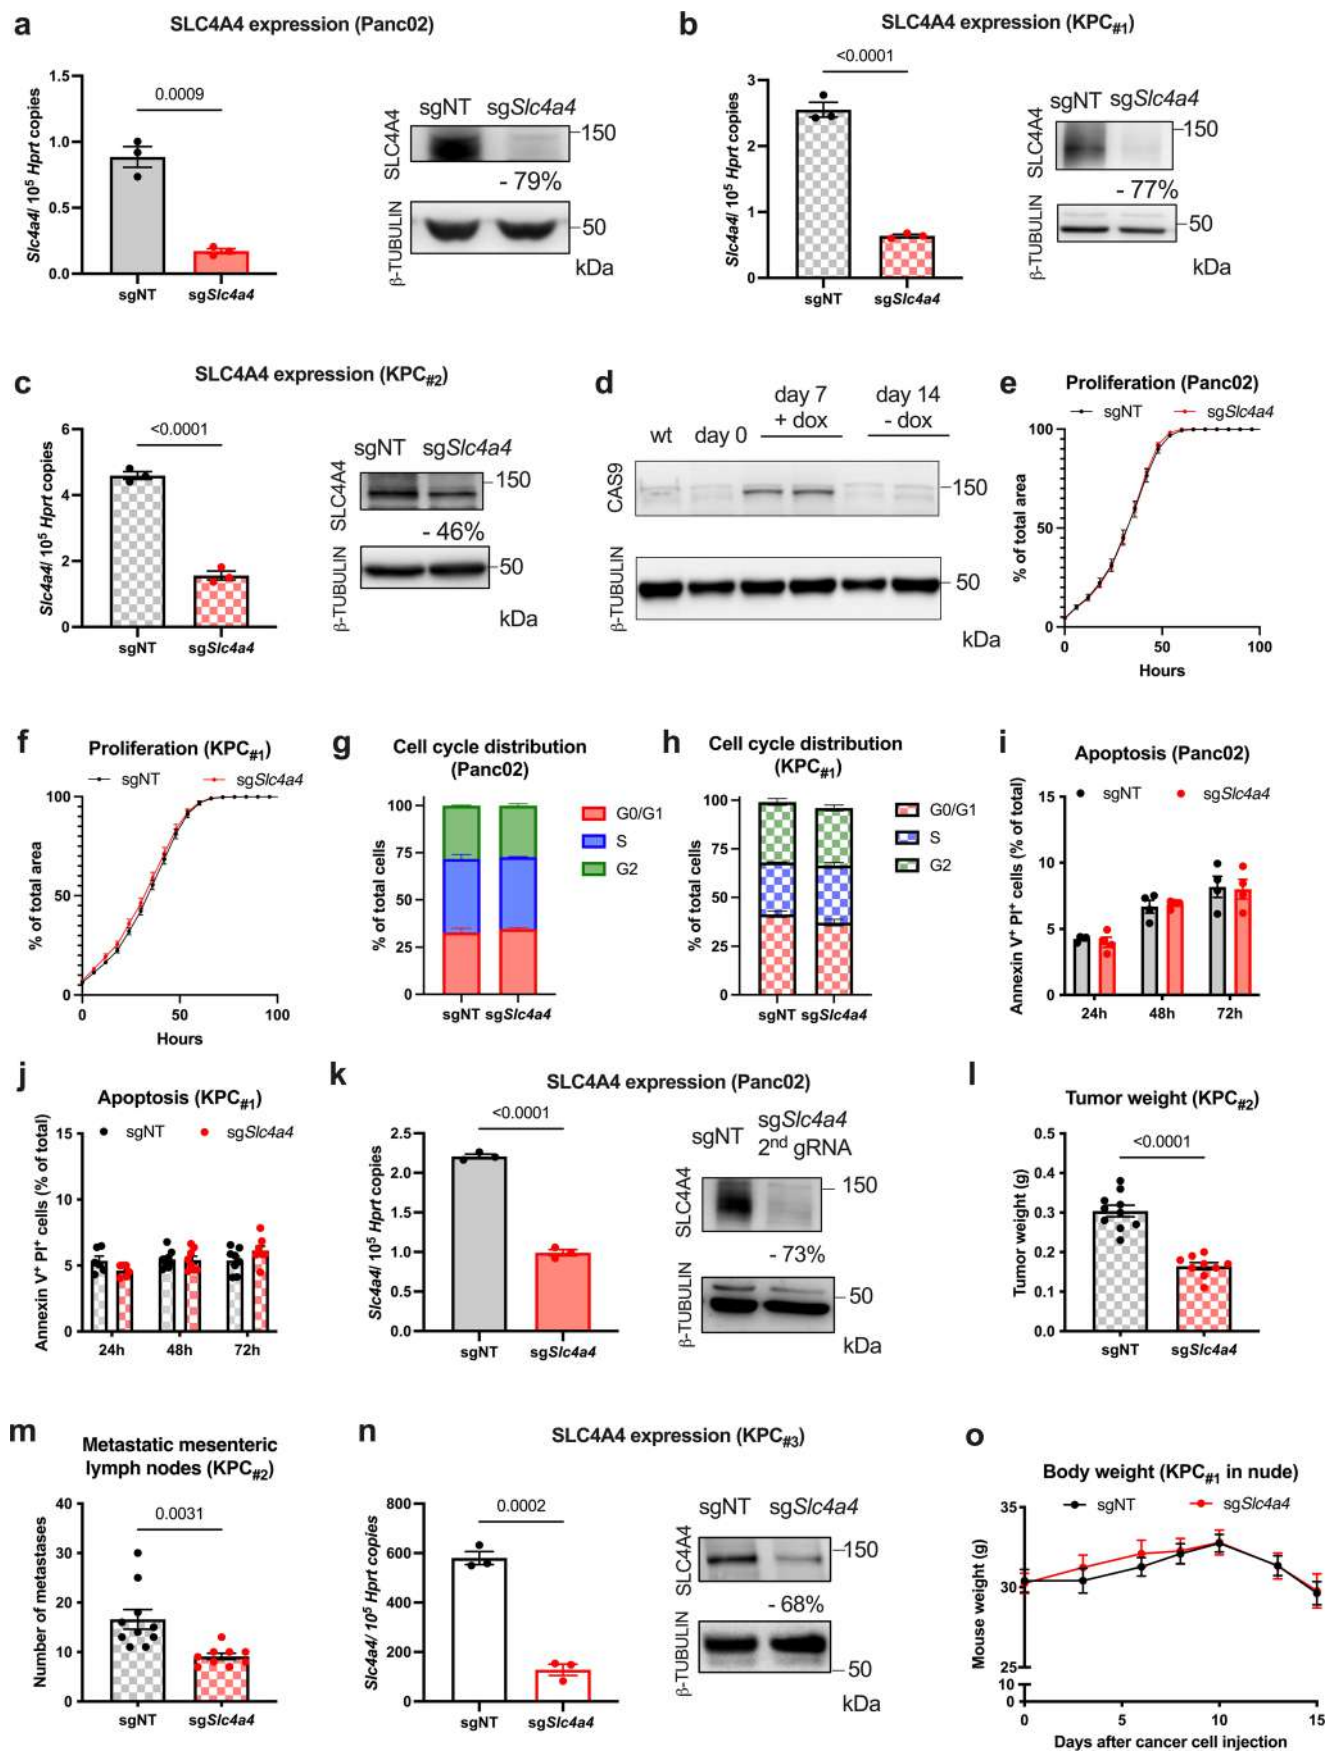 a
SLC4A4 expression (Panc02)
Slc4a4/ 10⁵ Hprt copies
1.5
1.0
0.5
0.0
0.0009
sgNT
sgSlc4a4
sgNT sgSlc4a4
SLC4A4
150
- 79%
β-TUBULIN
50
kDa
b
SLC4A4 expression (KPC#1)
Slc4a4/ 10⁵ Hprt copies
3
2
1
0
<0.0001
sgNT
sgSlc4a4
sgNT sgSlc4a4
SLC4A4
150
- 77%
β-TUBULIN
50
kDa
c
SLC4A4 expression (KPC#2)
Slc4a4/ 10⁵ Hprt copies
6
4
2
0
<0.0001
sgNT
sgSlc4a4
sgNT sgSlc4a4
SLC4A4
150
- 46%
β-TUBULIN
50
kDa
d
day 7
+ dox
day 14
- dox
wt
day 0
CAS9
150
β-TUBULIN
50
kDa
e
Proliferation (Panc02)
sgNT
sgSlc4a4
% of total area
100
50
0
0
50
100
Hours
f
Proliferation (KPC#1)
sgNT
sgSlc4a4
% of total area
100
50
0
0
50
100
Hours
g
Cell cycle distribution
(Panc02)
% of total cells
100
75
50
25
0
G0/G1
S
G2
sgNT sgSlc4a4
h
Cell cycle distribution
(KPC#1)
% of total cells
100
75
50
25
0
G0/G1
S
G2
sgNT sgSlc4a4
i
Apoptosis (Panc02)
sgNT
sgSlc4a4
Annexin V⁺ PI⁺ cells (% of total)
15
10
5
0
24h
48h
72h
j
Apoptosis (KPC#1)
sgNT
sgSlc4a4
Annexin V⁺ PI⁺ cells (% of total)
15
10
5
0
24h
48h
72h
k
SLC4A4 expression (Panc02)
Slc4a4/ 10⁵ Hprt copies
2.5
2.0
1.5
1.0
0.5
0.0
<0.0001
sgNT
sgSlc4a4
sgNT
sgSlc4a4
2nd gRNA
SLC4A4
150
- 73%
β-TUBULIN
50
kDa
l
Tumor weight (KPC#2)
Tumor weight (g)
0.5
0.4
0.3
0.2
0.1
0.0
<0.0001
sgNT
sgSlc4a4
m
Metastatic mesenteric
lymph nodes (KPC#2)
Number of metastases
40
30
20
10
0
0.0031
sgNT
sgSlc4a4
n
SLC4A4 expression (KPC#3)
Slc4a4/ 10⁵ Hprt copies
800
600
400
200
0
0.0002
sgNT
sgSlc4a4
sgNT sgSlc4a4
SLC4A4
150
- 68%
β-TUBULIN
50
kDa
o
Body weight (KPC#1 in nude)
sgNT
sgSlc4a4
Mouse weight (g)
35
30
25
10
0
0
5
10
15
Days after cancer cell injection